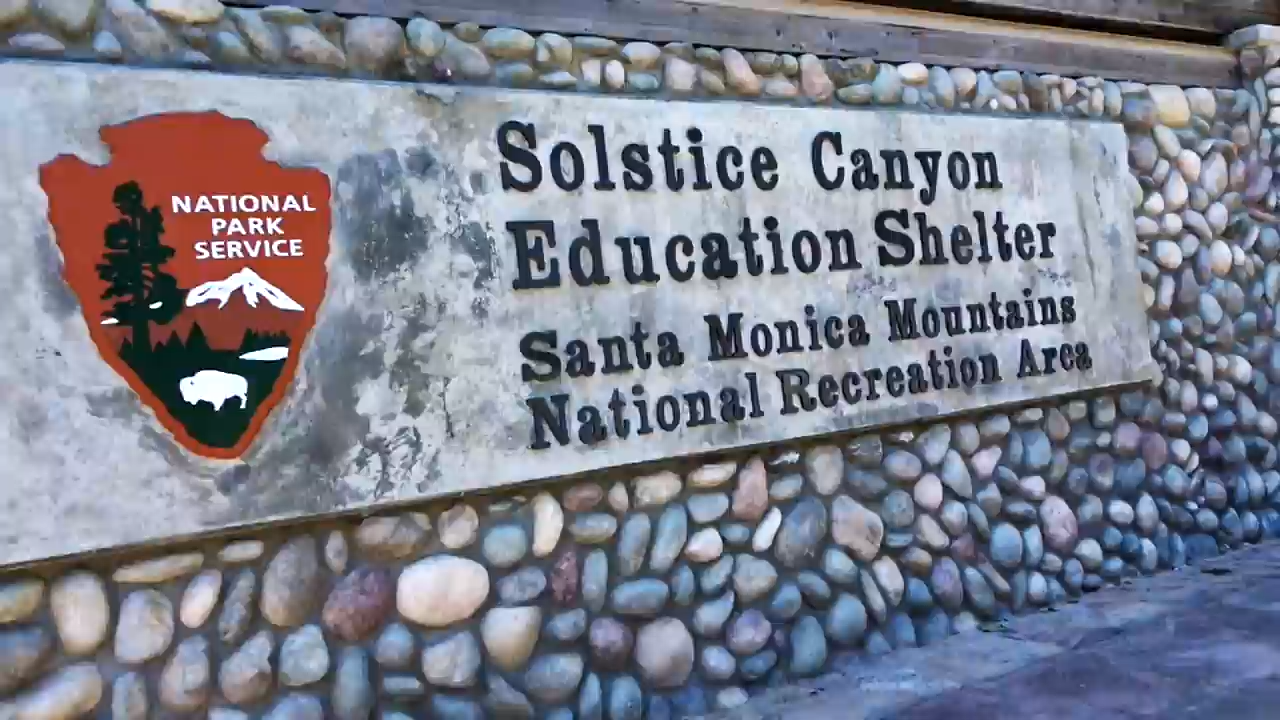 NATIONAL
PARK
SERVICE
Solstice Canyon
Education Shelter
Santa Monica Mountains
National Recreation Area